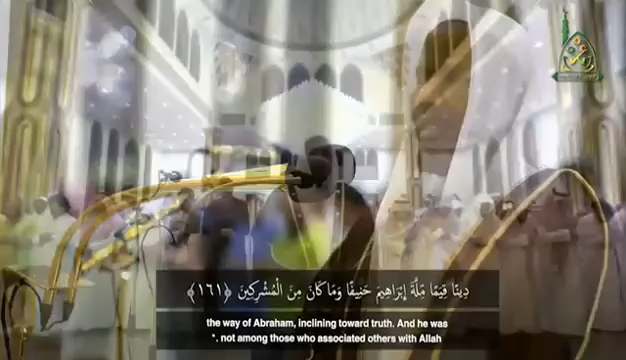 دِينًا قِيَمًا مِّلَّةَ إِبْرَاهِيمَ حَنِيفًا وَمَا كَانَ مِنَ الْمُشْرِكِينَ ﴿١٦١﴾
the way of Abraham, inclining toward truth. And he was
". not among those who associated others with Allah